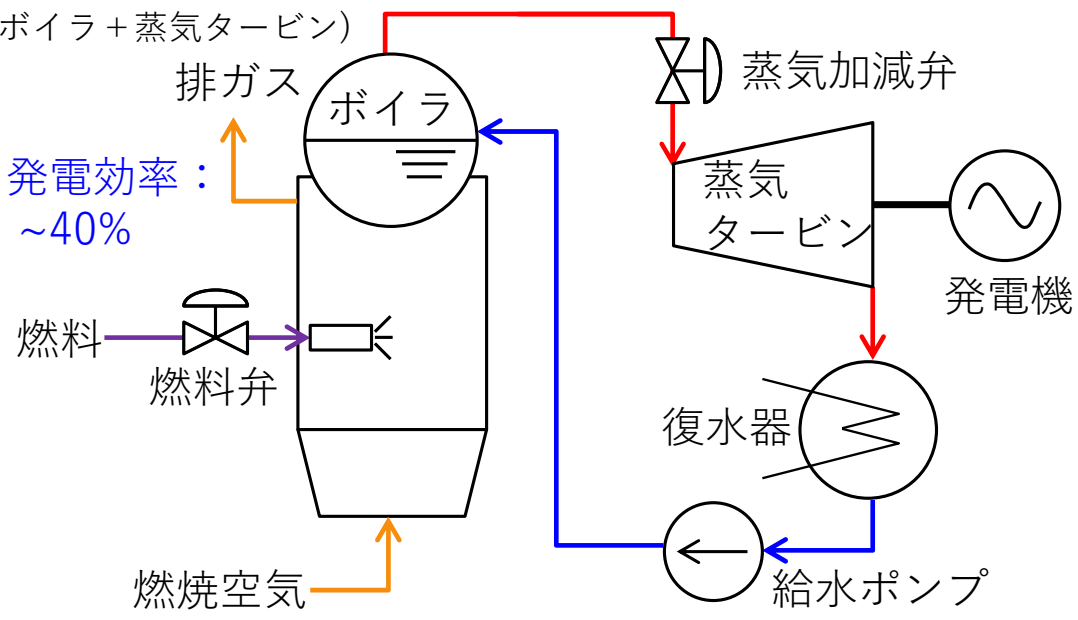 ボイラ＋蒸気タービン)
排ガス
ボイラ
蒸気加減弁
発電効率：
~40%
蒸気
タービン
発電機
燃料
燃料弁
復水器
燃焼空気
給水ポンプ